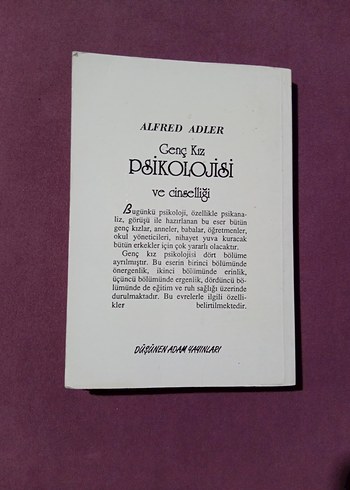 ALFRED ADLER
Genç Kız
PSİKOLOJİSİ
ve cinselliği
Bugünkü psikoloji, özellikle psikana-
liz, görüşü ile hazırlanan bu eser bütün
genç kızlar, anneler, babalar, öğretmenler,
okul yöneticileri, nihayet yuva kuracak
bütün erkekler için çok yararlı olacaktır.
Genç kız psikolojisi dört bölüme
ayrılmıştır. Bu eserin birinci bölümünde
önergenlik, ikinci bölümünde erinlik,
üçüncü bölümünde ergenlik, dördüncü bö-
lümünde de eğitim ve ruh sağlığı üzerinde
durulmaktadır. Bu evrelerle ilgili özelli-
kler belirtilmektedir.
DÜŞÜNEN ADAM YAYINLARI